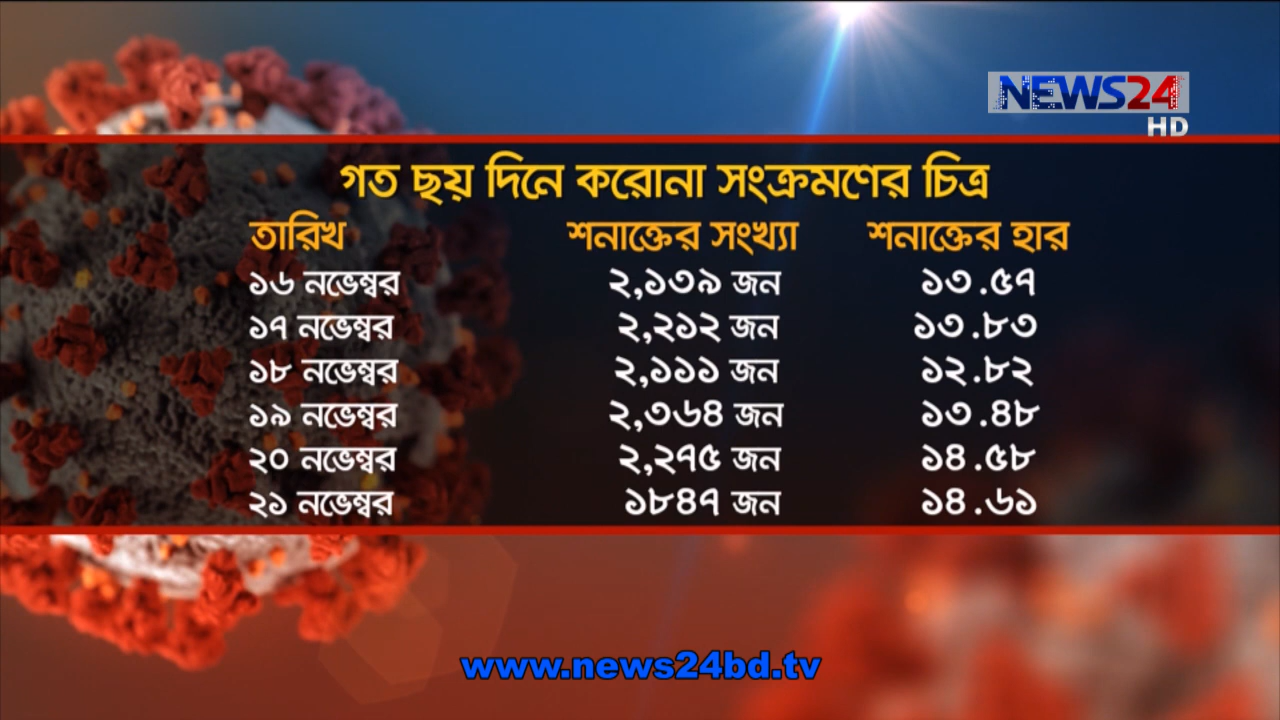 NEWS24
HD
গত ছয় দিনে করোনা সংক্রমণের চিত্র
তারিখ শনাক্তের সংখ্যা শনাক্তের হার
১৬ নভেম্বর ২,১৩৯ জন ১৩.৫৭
১৭ নভেম্বর ২,২১২ জন ১৩.৮৩
১৮ নভেম্বর ২,১১১ জন ১২.৮২
১৯ নভেম্বর ২,৩৬৪ জন ১৩.৪৮
২০ নভেম্বর ২,২৭৫ জন ১৪.৫৮
২১ নভেম্বর ১৮৪৭ জন ১৪.৬১
www.news24bd.tv